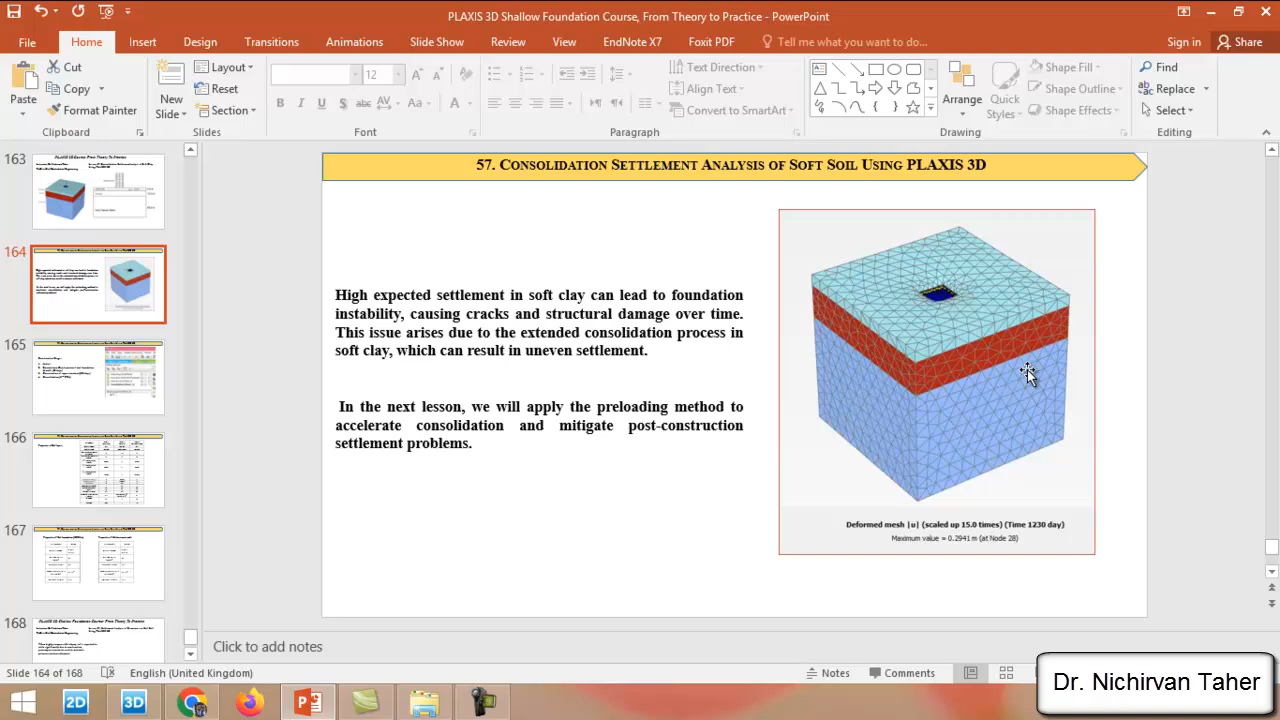 PLAXIS 3D Shallow Foundation Course, From Theory to Practice - PowerPoint
File Home Insert Design Transitions Animations Slide Show Review View EndNote X7 Foxit PDF Tell me what you want to do... Sign in Share
Paste
Cut
Copy
Format Painter
Clipboard
New
Slide
Layout
Reset
Section
Slides
12
B I U S abc AV Aa A
Font
Text Direction
Align Text
Convert to SmartArt
Paragraph
Arrange
Quick
Styles
Shape Fill
Shape Outline
Shape Effects
Drawing
Find
Replace
Select
Editing
163
164
165
166
167
168
57. CONSOLIDATION SETTLEMENT ANALYSIS OF SOFT SOIL USING PLAXIS 3D
High expected settlement in soft clay can lead to foundation
instability, causing cracks and structural damage over time.
This issue arises due to the extended consolidation process in
soft clay, which can result in uneven settlement.
In the next lesson, we will apply the preloading method to
accelerate consolidation and mitigate post-construction
settlement problems.
Deformed mesh |u| (scaled up 15.0 times) (Time 1230 day)
Maximum value = 0.2941 m (at Node 28)
Click to add notes
Slide 164 of 168 English (United Kingdom) Notes Comments
2D 3D
Dr. Nichirvan Taher